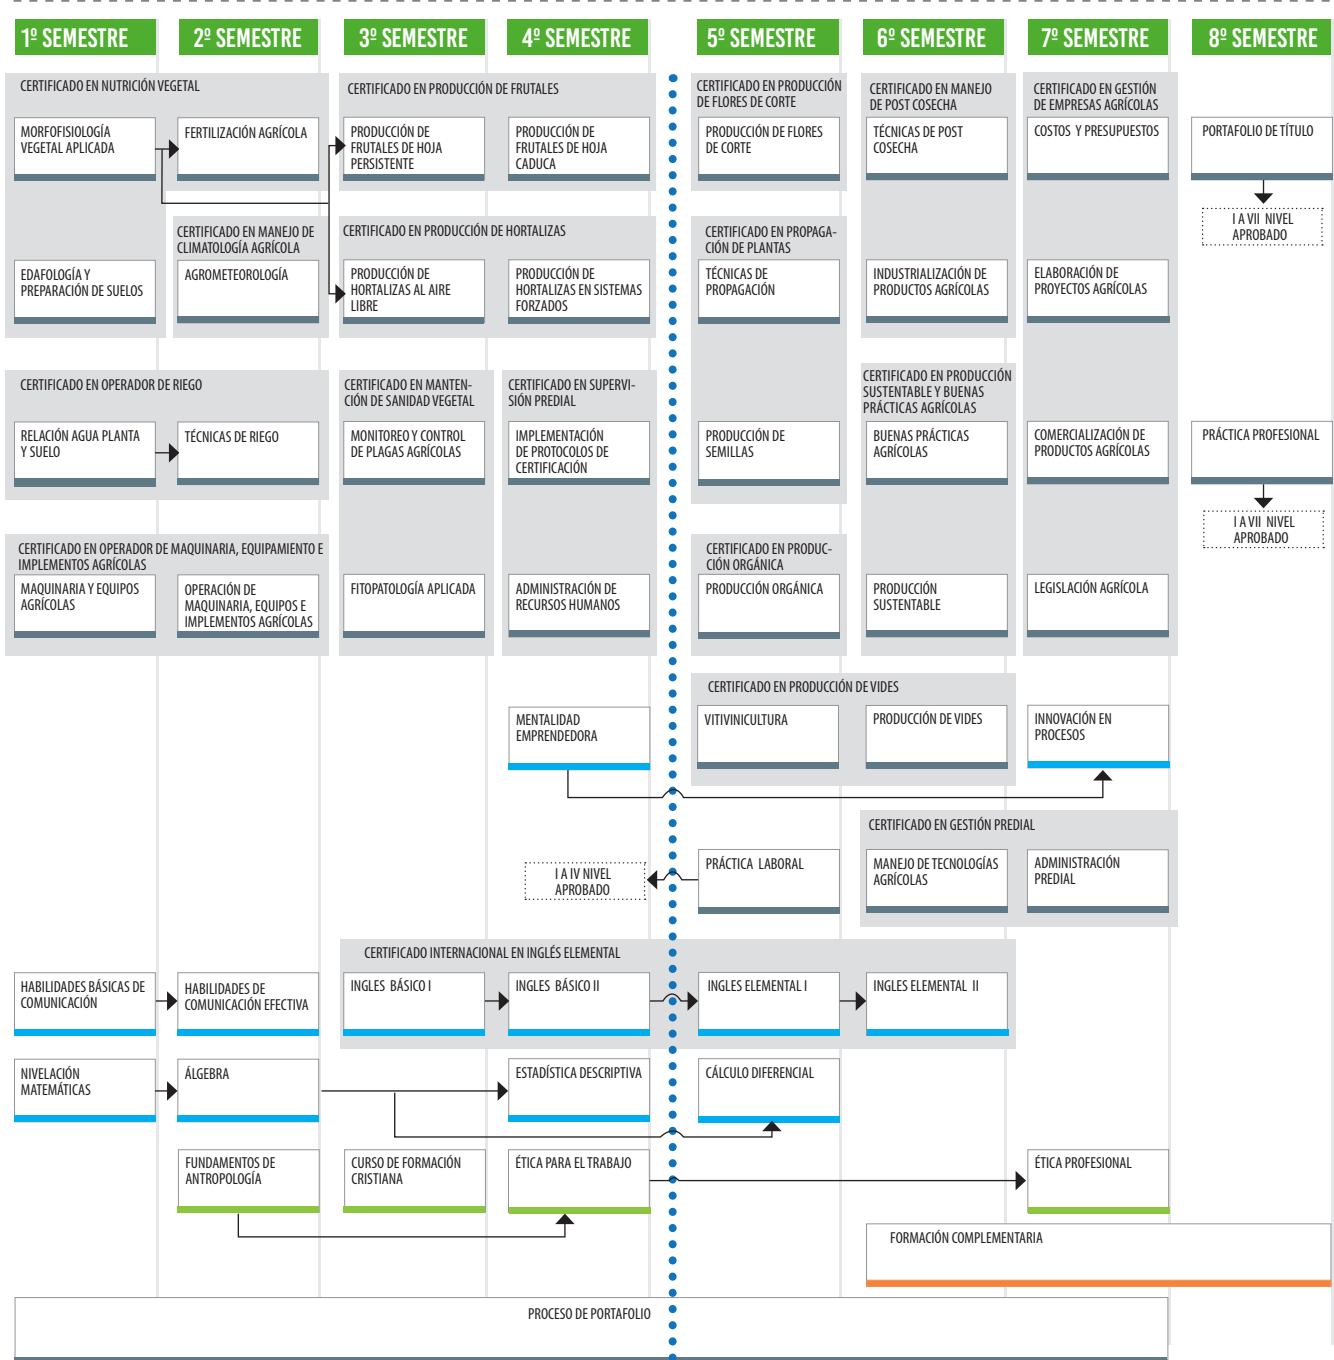 1º SEMESTRE
2º SEMESTRE
3º SEMESTRE
4º SEMESTRE
5º SEMESTRE
6º SEMESTRE
7º SEMESTRE
8º SEMESTRE
CERTIFICADO EN NUTRICIÓN VEGETAL
CERTIFICADO EN PRODUCCIÓN DE FRUTALES
CERTIFICADO EN PRODUCCIÓN
DE FLORES DE CORTE
CERTIFICADO EN MANEJO
DE POST COSECHA
CERTIFICADO EN GESTIÓN
DE EMPRESAS AGRÍCOLAS
MORFOFISIOLOGÍA
VEGETAL APLICADA
FERTILIZACIÓN AGRÍCOLA
PRODUCCIÓN DE
FRUTALES DE HOJA
PERSISTENTE
PRODUCCIÓN DE
FRUTALES DE HOJA
CADUCA
PRODUCCIÓN DE FLORES
DE CORTE
TÉCNICAS DE POST
COSECHA
COSTOS Y PRESUPUESTOS
PORTAFOLIO DE TÍTULO
I A VII NIVEL
APROBADO
CERTIFICADO EN MANEJO DE
CLIMATOLOGÍA AGRÍCOLA
CERTIFICADO EN PRODUCCIÓN DE HORTALIZAS
CERTIFICADO EN PROPAGA-
CIÓN DE PLANTAS
EDAFOLOGÍA Y
PREPARACIÓN DE SUELOS
AGROMETEOROLOGÍA
PRODUCCIÓN DE
HORTALIZAS AL AIRE
LIBRE
PRODUCCIÓN DE
HORTALIZAS EN SISTEMAS
FORZADOS
TÉCNICAS DE
PROPAGACIÓN
INDUSTRIALIZACIÓN DE
PRODUCTOS AGRÍCOLAS
ELABORACIÓN DE
PROYECTOS AGRÍCOLAS
CERTIFICADO EN OPERADOR DE RIEGO
CERTIFICADO EN MANTEN-
CIÓN DE SANIDAD VEGETAL
CERTIFICADO EN SUPERVI-
SIÓN PREDIAL
CERTIFICADO EN PRODUCCIÓN
SUSTENTABLE Y BUENAS
PRÁCTICAS AGRÍCOLAS
RELACIÓN AGUA PLANTA
Y SUELO
TÉCNICAS DE RIEGO
MONITOREO Y CONTROL
DE PLAGAS AGRÍCOLAS
IMPLEMENTACIÓN
DE PROTOCOLOS DE
CERTIFICACIÓN
PRODUCCIÓN DE
SEMILLAS
BUENAS PRÁCTICAS
AGRÍCOLAS
COMERCIALIZACIÓN DE
PRODUCTOS AGRÍCOLAS
PRÁCTICA PROFESIONAL
I A VII NIVEL
APROBADO
CERTIFICADO EN OPERADOR DE MAQUINARIA, EQUIPAMIENTO E
IMPLEMENTOS AGRÍCOLAS
CERTIFICADO EN PRODUC-
CIÓN ORGÁNICA
MAQUINARIA Y EQUIPOS
AGRÍCOLAS
OPERACIÓN DE
MAQUINARIA, EQUIPOS E
IMPLEMENTOS AGRÍCOLAS
FITOPATOLOGÍA APLICADA
ADMINISTRACIÓN DE
RECURSOS HUMANOS
PRODUCCIÓN ORGÁNICA
PRODUCCIÓN
SUSTENTABLE
LEGISLACIÓN AGRÍCOLA
CERTIFICADO EN PRODUCCIÓN DE VIDES
MENTALIDAD
EMPRENDEDORA
VITIVINICULTURA
PRODUCCIÓN DE VIDES
INNOVACIÓN EN
PROCESOS
CERTIFICADO EN GESTIÓN PREDIAL
I A IV NIVEL
APROBADO
PRÁCTICA LABORAL
MANEJO DE TECNOLOGÍAS
AGRÍCOLAS
ADMINISTRACIÓN
PREDIAL
CERTIFICADO INTERNACIONAL EN INGLÉS ELEMENTAL
HABILIDADES BÁSICAS DE
COMUNICACIÓN
HABILIDADES DE
COMUNICACIÓN EFECTIVA
INGLES BÁSICO I
INGLES BÁSICO II
INGLES ELEMENTAL I
INGLES ELEMENTAL II
NIVELACIÓN
MATEMÁTICAS
ÁLGEBRA
ESTADÍSTICA DESCRIPTIVA
CÁLCULO DIFERENCIAL
FUNDAMENTOS DE
ANTROPOLOGÍA
CURSO DE FORMACIÓN
CRISTIANA
ÉTICA PARA EL TRABAJO
ÉTICA PROFESIONAL
FORMACIÓN COMPLEMENTARIA
PROCESO DE PORTAFOLIO